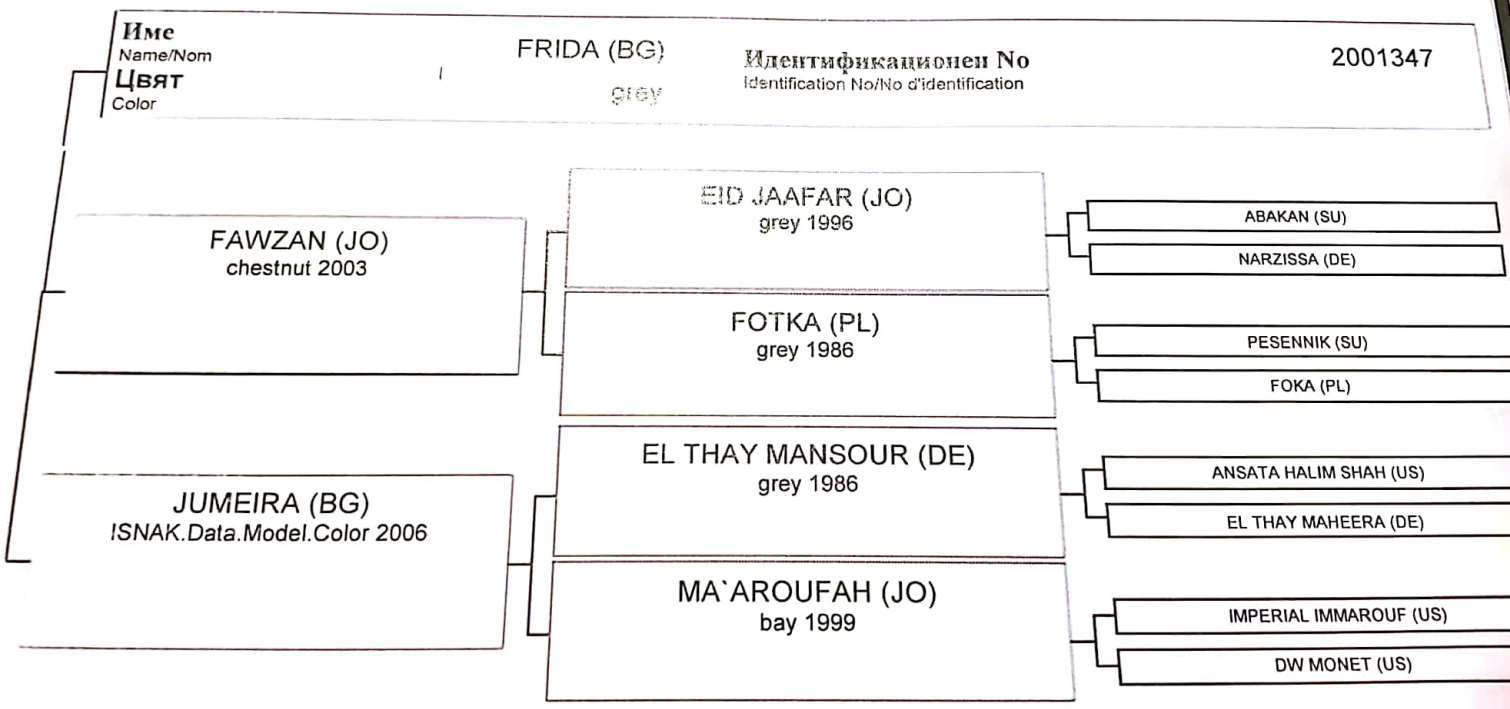 Име
Name/Nom
FRIDA (BG)
Идентификационен No
Identification No/No d'identification
2001347
Цвят
Color
grey
FAWZAN (JO)
chestnut 2003
EID JAAFAR (JO)
grey 1996
ABAKAN (SU)
NARZISSA (DE)
FOTKA (PL)
grey 1986
PESENNIK (SU)
FOKA (PL)
JUMEIRA (BG)
ISNAK.Data.Model.Color 2006
EL THAY MANSOUR (DE)
grey 1986
ANSATA HALIM SHAH (US)
EL THAY MAHEERA (DE)
MA`AROUFAH (JO)
bay 1999
IMPERIAL IMMAROUF (US)
DW MONET (US)